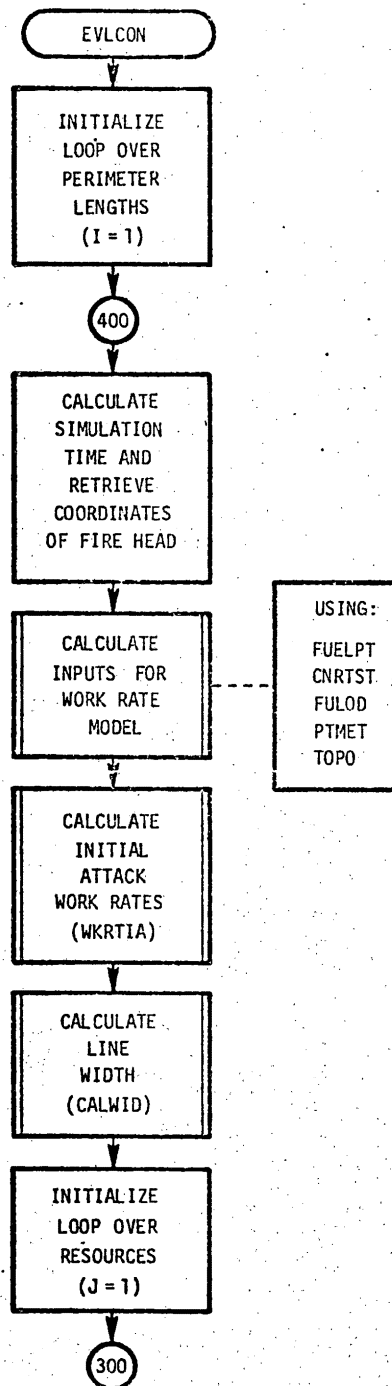 EVLCON
INITIALIZE
LOOP OVER
PERIMETER
LENGTHS
(I = 1)
400
CALCULATE
SIMULATION
TIME AND
RETRIEVE
COORDINATES
OF FIRE HEAD
CALCULATE
INPUTS FOR
WORK RATE
MODEL
USING:
FUELPT
CNRTST
FULOD
PTMET
TOPO
CALCULATE
INITIAL
ATTACK
WORK RATES
(WKRTIA)
CALCULATE
LINE
WIDTH
(CALWID)
INITIALIZE
LOOP OVER
RESOURCES
(J = 1)
300